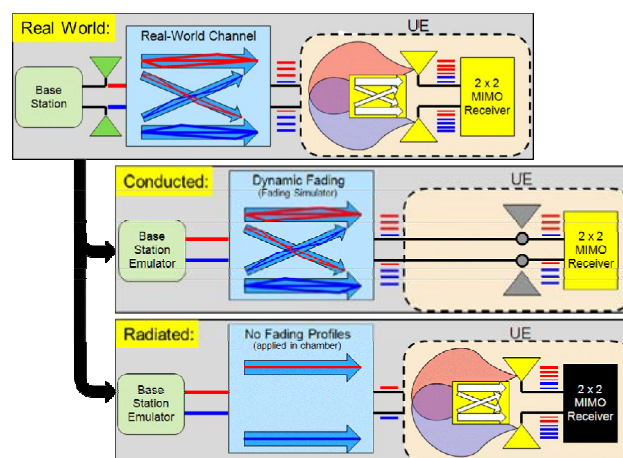 Real World:
Real-World Channel
UE
Base
Station
2 x 2
MIMO
Receiver
Conducted:
Dynamic Fading
(Fading Simulator)
UE
Base
Station
Emulator
2 x 2
MIMO
Receiver
Radiated:
No Fading Profiles
(applied in chamber)
UE
Base
Station
Emulator
2 x 2
MIMO
Receiver